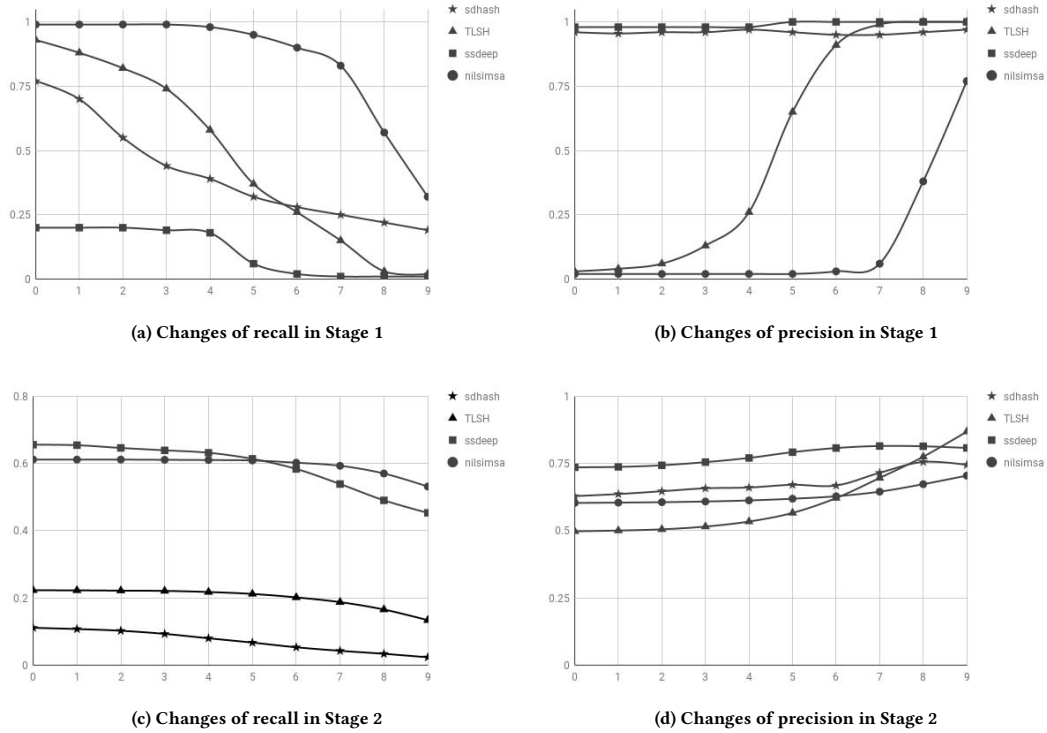 1
0.75
0.5
0.25
0
0 1 2 3 4 5 6 7 8 9
sdhash
TLSH
ssdeep
nilsimsa
(a) Changes of recall in Stage 1
1
0.75
0.5
0.25
0
0 1 2 3 4 5 6 7 8 9
sdhash
TLSH
ssdeep
nilsimsa
(b) Changes of precision in Stage 1
0.8
0.6
0.4
0.2
0
0 1 2 3 4 5 6 7 8 9
sdhash
TLSH
ssdeep
nilsimsa
(c) Changes of recall in Stage 2
1
0.75
0.5
0.25
0
0 1 2 3 4 5 6 7 8 9
sdhash
TLSH
ssdeep
nilsimsa
(d) Changes of precision in Stage 2